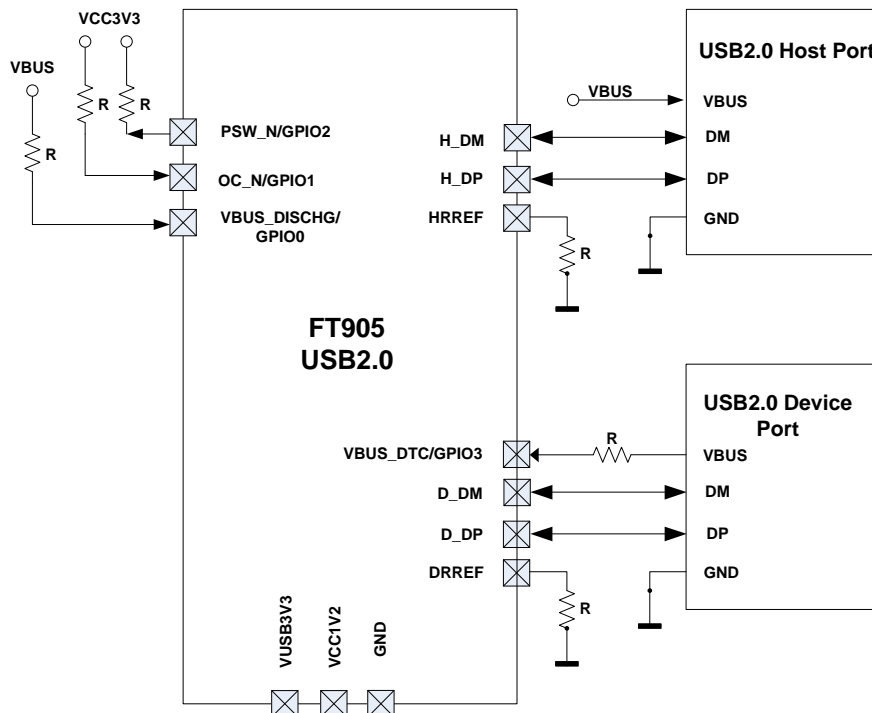 VCC3V3
VBUS
R
R
R
PSW_N/GPIO2
OC_N/GPIO1
VBUS_DISCHG/
GPIO0
H_DM
H_DP
HRREF
R
VBUS
USB2.0 Host Port
VBUS
DM
DP
GND
FT905
USB2.0
VBUS_DTC/GPIO3
D_DM
D_DP
DRREF
R
R
USB2.0 Device
Port
VBUS
DM
DP
GND
VUSB3V3
VCC1V2
GND